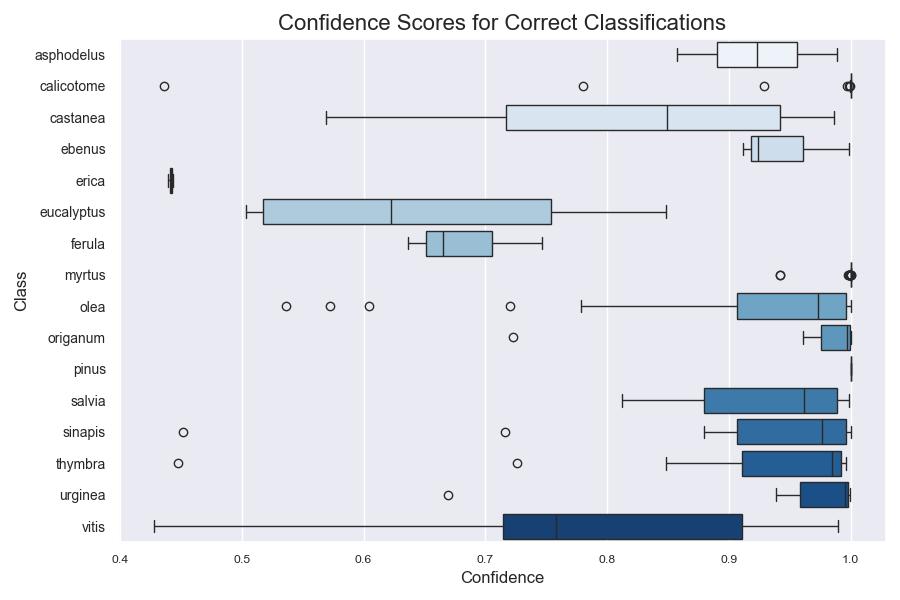 Confidence Scores for Correct Classifications
Class
asphodelus
calicotome
castanea
ebenus
erica
eucalyptus
ferula
myrtus
olea
origanum
pinus
salvia
sinapis
thymbra
urginea
vitis
0.4 0.5 0.6 0.7 0.8 0.9 1.0
Confidence